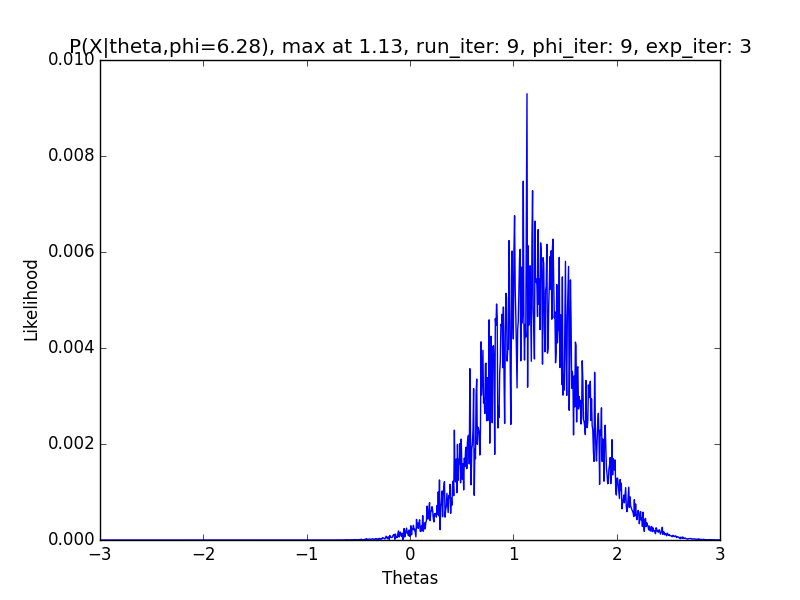 P(X|theta,phi=6.28), max at 1.13, run_iter: 9, phi_iter: 9, exp_iter: 3
0.010
0.008
0.006
0.004
0.002
0.000
Likelihood
−3 −2 −1 0 1 2 3
Thetas